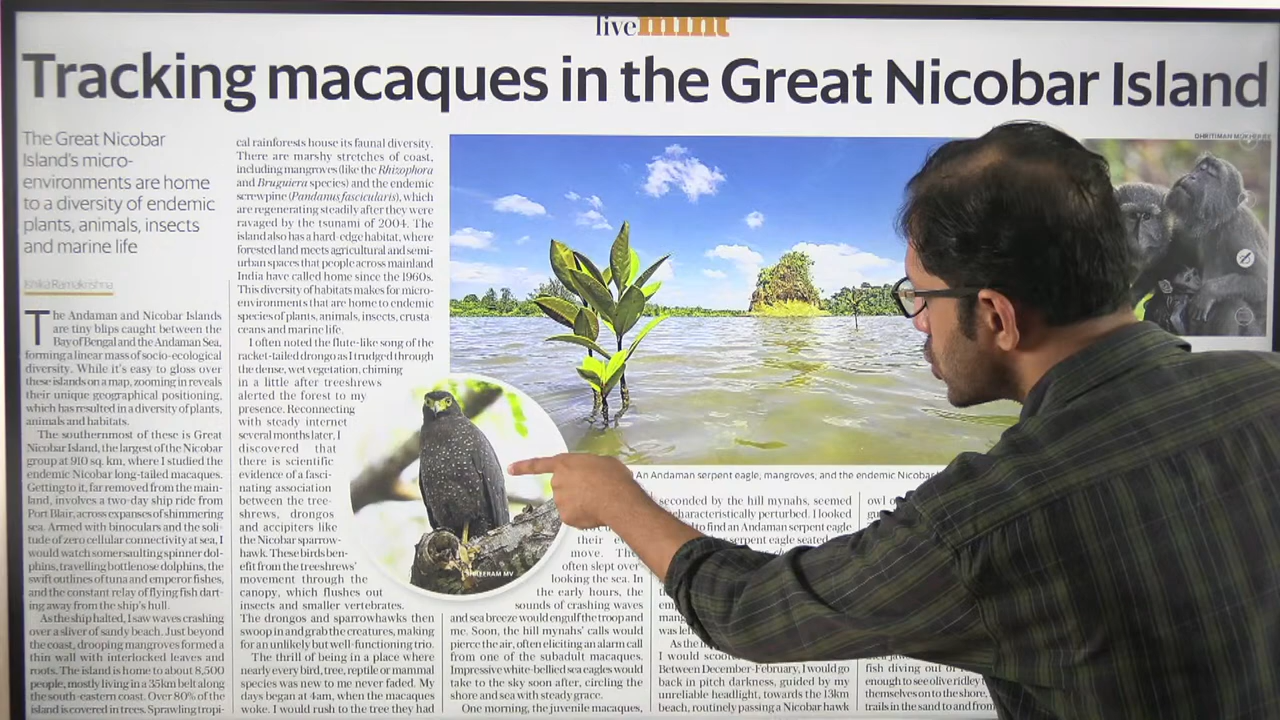 livemint
Tracking macaques in the Great Nicobar Island
The Great Nicobar
Island's micro-
environments are home
to a diversity of endemic
plants, animals, insects
and marine life
Ishika Ramakrishna
The Andaman and Nicobar Islands
are tiny blips caught between the
Bay of Bengal and the Andaman Sea,
forming a linear mass of socio-ecological
diversity. While it's easy to gloss over
these islands on a map, zooming in reveals
their unique geographical positioning,
which has resulted in a diversity of plants,
animals and habitats.
The southernmost of these is Great
Nicobar Island, the largest of the Nicobar
group at 910 sq. km, where I studied the
endemic Nicobar long-tailed macaques.
Getting to it, far removed from the main-
land, involves a two-day ship ride from
Port Blair, across expanses of shimmering
sea. Armed with binoculars and the soli-
tude of zero cellular connectivity at sea, I
would watch somersaulting spinner dol-
phins, travelling bottlenose dolphins, the
swift outlines of tuna and emperor fishes,
and the constant relay of flying fish dart-
ing away from the ship's hull.
As the ship halted, I saw waves crashing
over a sliver of sandy beach. Just beyond
the coast, drooping mangroves formed a
thin wall with interlocked leaves and
roots. The island is home to about 8,500
people, mostly living in a 35km belt along
the south-eastern coast. Over 80% of the
island is covered in trees. Sprawling tropi-
cal rainforests house its faunal diversity.
There are marshy stretches of coast,
including mangroves (like the Rhizophora
and Bruguiera species) and the endemic
screwpine (Pandanus fascicularis), which
are regenerating steadily after they were
ravaged by the tsunami of 2004. The
island also has a hard-edge habitat, where
forested land meets agricultural and semi-
urban spaces that people across mainland
India have called home since the 1960s.
This diversity of habitats makes for micro-
environments that are home to endemic
species of plants, animals, insects, crusta-
ceans and marine life.
I often noted the flute-like song of the
racket-tailed drongo as I trudged through
the dense, wet vegetation, chiming
in a little after treeshrews
alerted the forest to my
presence. Reconnecting
with steady internet
several months later, I
discovered that
there is scientific
evidence of a fasci-
nating association
between the tree-
shrews, drongos
and accipiters like
the Nicobar sparrow-
hawk. These birds ben-
efit from the treeshrews'
movement through the
canopy, which flushes out
insects and smaller vertebrates.
The drongos and sparrowhawks then
swoop in and grab the creatures, making
for an unlikely but well-functioning trio.
The thrill of being in a place where
nearly every bird, tree, reptile or mammal
species was new to me never faded. My
days began at 4am, when the macaques
woke. I would rush to the tree they had
DHRITIMAN MUKHERJEE
SHREERAM MV
An Andaman serpent eagle; mangroves; and the endemic Nicobar
their
move. The
often slept over-
looking the sea. In
the early hours, the
sounds of crashing waves
and sea breeze would engulf the troop and
me. Soon, the hill mynahs' calls would
pierce the air, often eliciting an alarm call
from one of the subadult macaques.
Impressive white-bellied sea eagles would
take to the sky soon after, circling the
shore and sea with steady grace.
One morning, the juvenile macaques,
seconded by the hill mynahs, seemed
characteristically perturbed. I looked
to find an Andaman serpent eagle
serpent eagle seated
was left
As the
I would scoot
Between December-February, I would go
back in pitch darkness, guided by my
unreliable headlight, towards the 13km
beach, routinely passing a Nicobar hawk
owl
fish diving out of
enough to see olive ridley
themselves on to the shore,
trails in the sand to and from